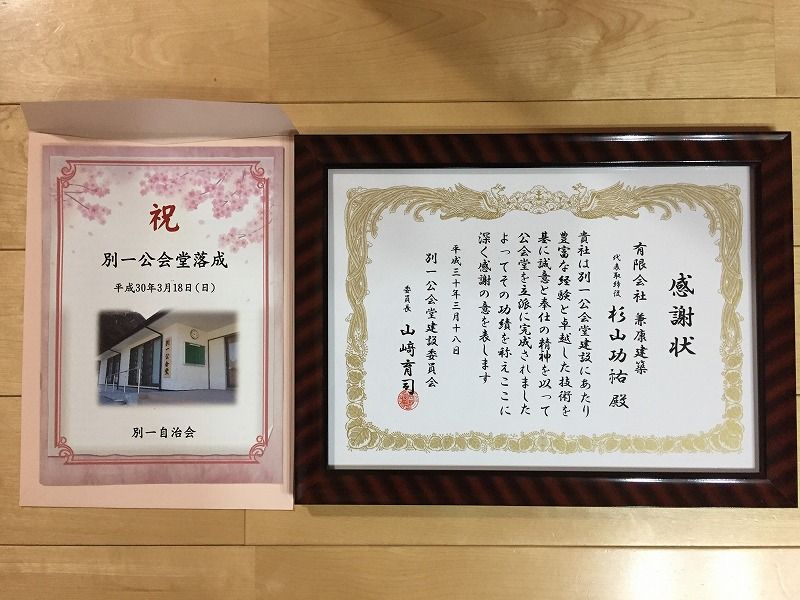 祝
別一公会堂落成
平成30年3月18日(日)
別一公会堂
別一自治会
感謝状
有限会社 兼康建築
代表取締役 杉山功祐 殿
貴社は別一公会堂建設にあたり
豊富な経験と卓越した技術を
基に誠意と奉仕の精神を以って
公会堂を立派に完成されました
よってその功績を称えここに
深く感謝の意を表します
平成三十年三月十八日
別一公会堂建設委員会
委員長 山﨑育司